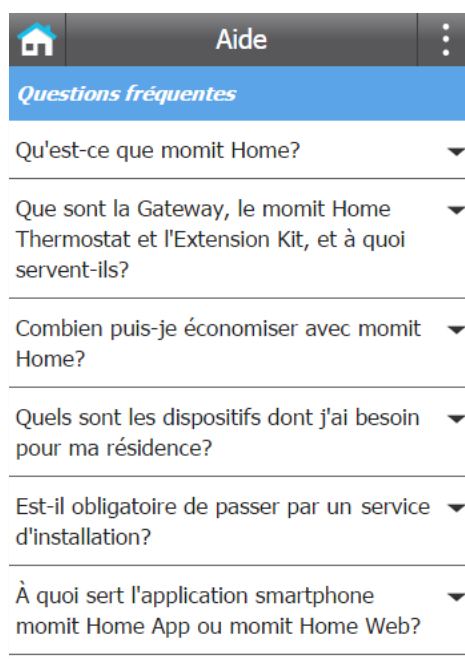 Aide
Questions fréquentes
Qu'est-ce que momit Home?
Que sont la Gateway, le momit Home
Thermostat et l'Extension Kit, et à quoi
servent-ils?
Combien puis-je économiser avec momit
Home?
Quels sont les dispositifs dont j'ai besoin
pour ma résidence?
Est-il obligatoire de passer par un service
d'installation?
À quoi sert l'application smartphone
momit Home App ou momit Home Web?